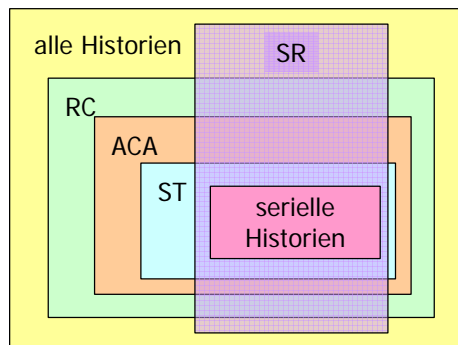 alle Historien
SR
RC
ACA
ST
serielle
Historien